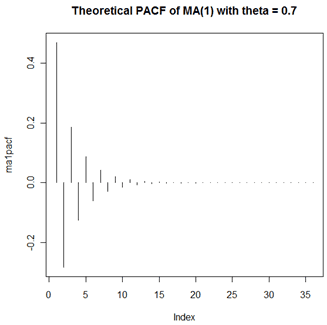 Theoretical PACF of MA(1) with theta = 0.7
ma1pacf
0.4
0.2
0.0
-0.2
0 5 10 15 20 25 30 35
Index